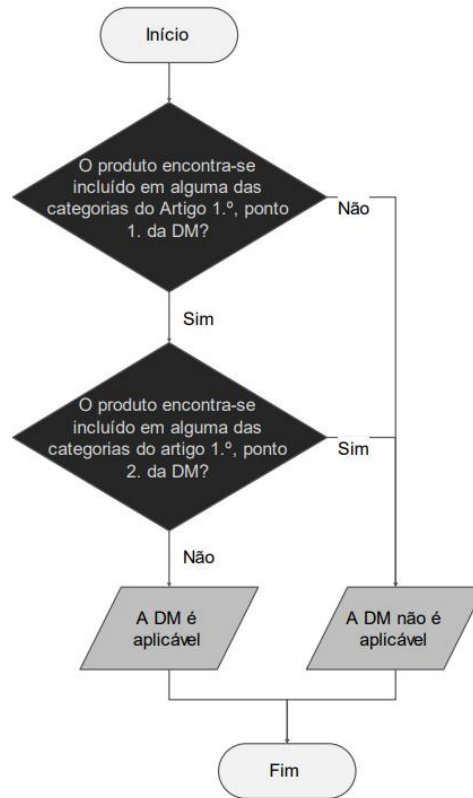 Início
O produto encontra-se
incluído em alguma das
categorias do Artigo 1.º, ponto
1. da DM?
Não
Sim
O produto encontra-se
incluído em alguma das
categorias do artigo 1.º, ponto
2. da DM?
Sim
Não
A DM é
aplicável
A DM não é
aplicável
Fim